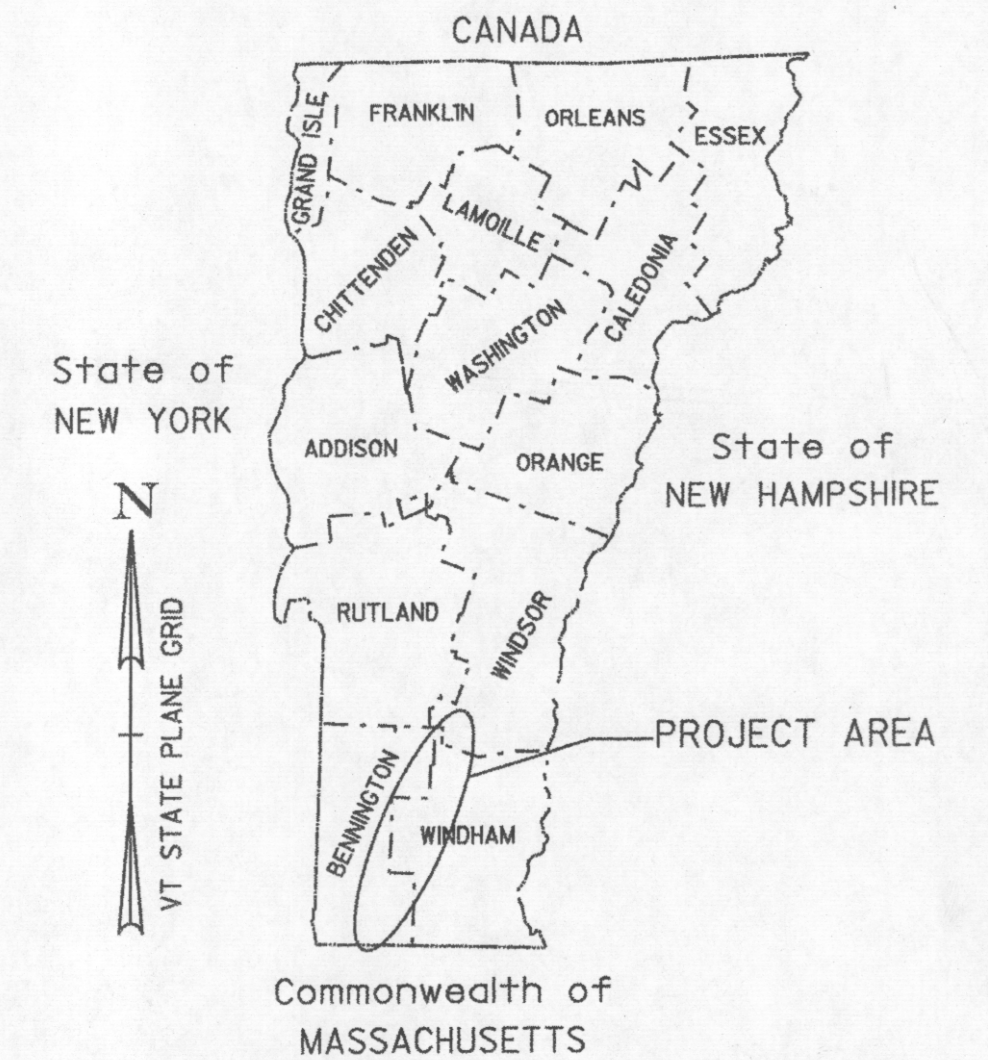 CANADA
FRANKLIN
ORLEANS
ESSEX
GRAND ISLE
LAMOILLE
CHITTENDEN
CALEDONIA
WASHINGTON
State of
NEW YORK
ADDISON
ORANGE
State of
NEW HAMPSHIRE
N
VT STATE PLANE GRID
RUTLAND
WINDSOR
PROJECT AREA
BENNINGTON
WINDHAM
Commonwealth of
MASSACHUSETTS